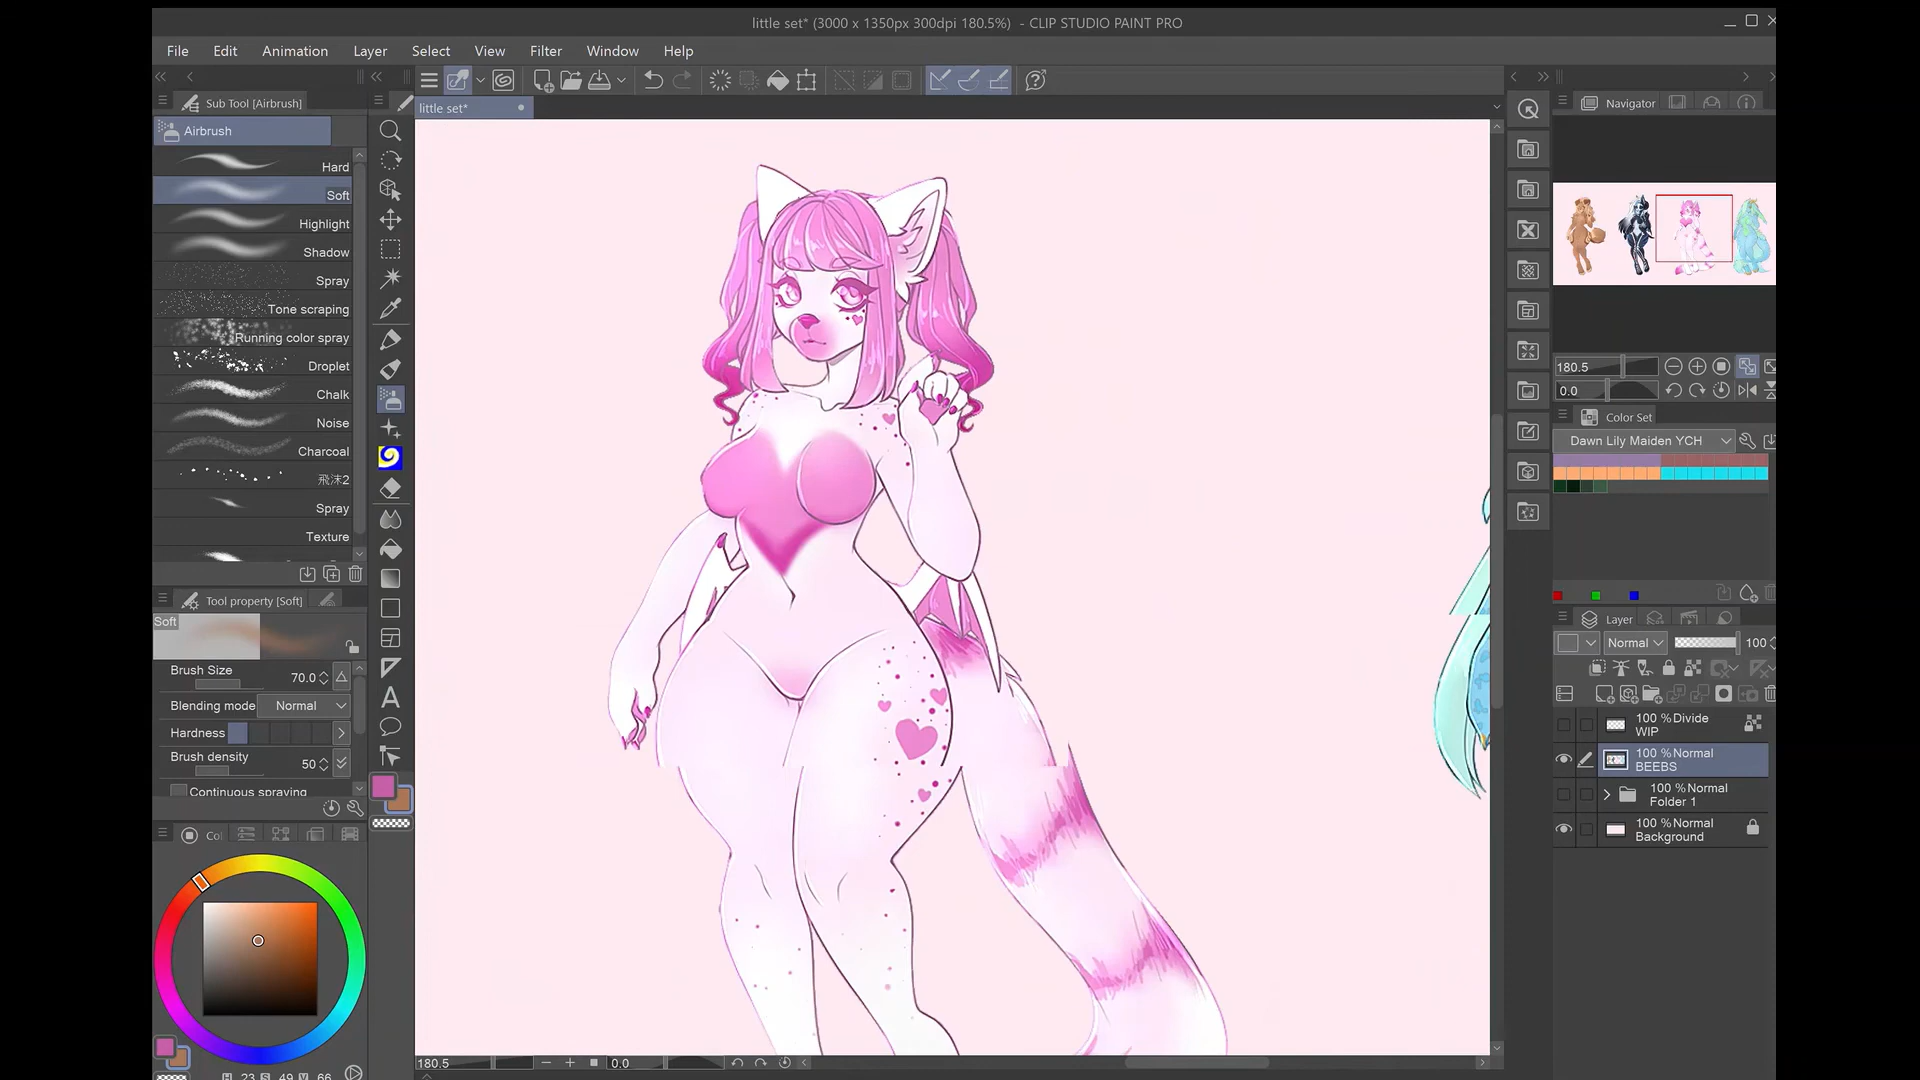 little set* (3000 x 1350px 300dpi 180.5%)  - CLIP STUDIO PAINT PRO
File Edit Animation Layer Select View Filter Window Help
Sub Tool [Airbrush]
little set*
Navigator
Airbrush
Hard
Soft
Highlight
Shadow
Spray
Tone scraping
Running color spray
Droplet
Chalk
Noise
Charcoal
飛沫2
Spray
Texture
180.5
0.0
Color Set
Dawn Lily Maiden YCH
Tool property [Soft]
Soft
Brush Size 70.0
Blending mode Normal
Hardness
Brush density 50
Continuous spraying
Layer
Normal 100
100 %Divide
WIP
100 %Normal
BEEBS
100 %Normal
Folder 1
100 %Normal
Background
Co
H 23 S 49 V 66
180.5 0.0